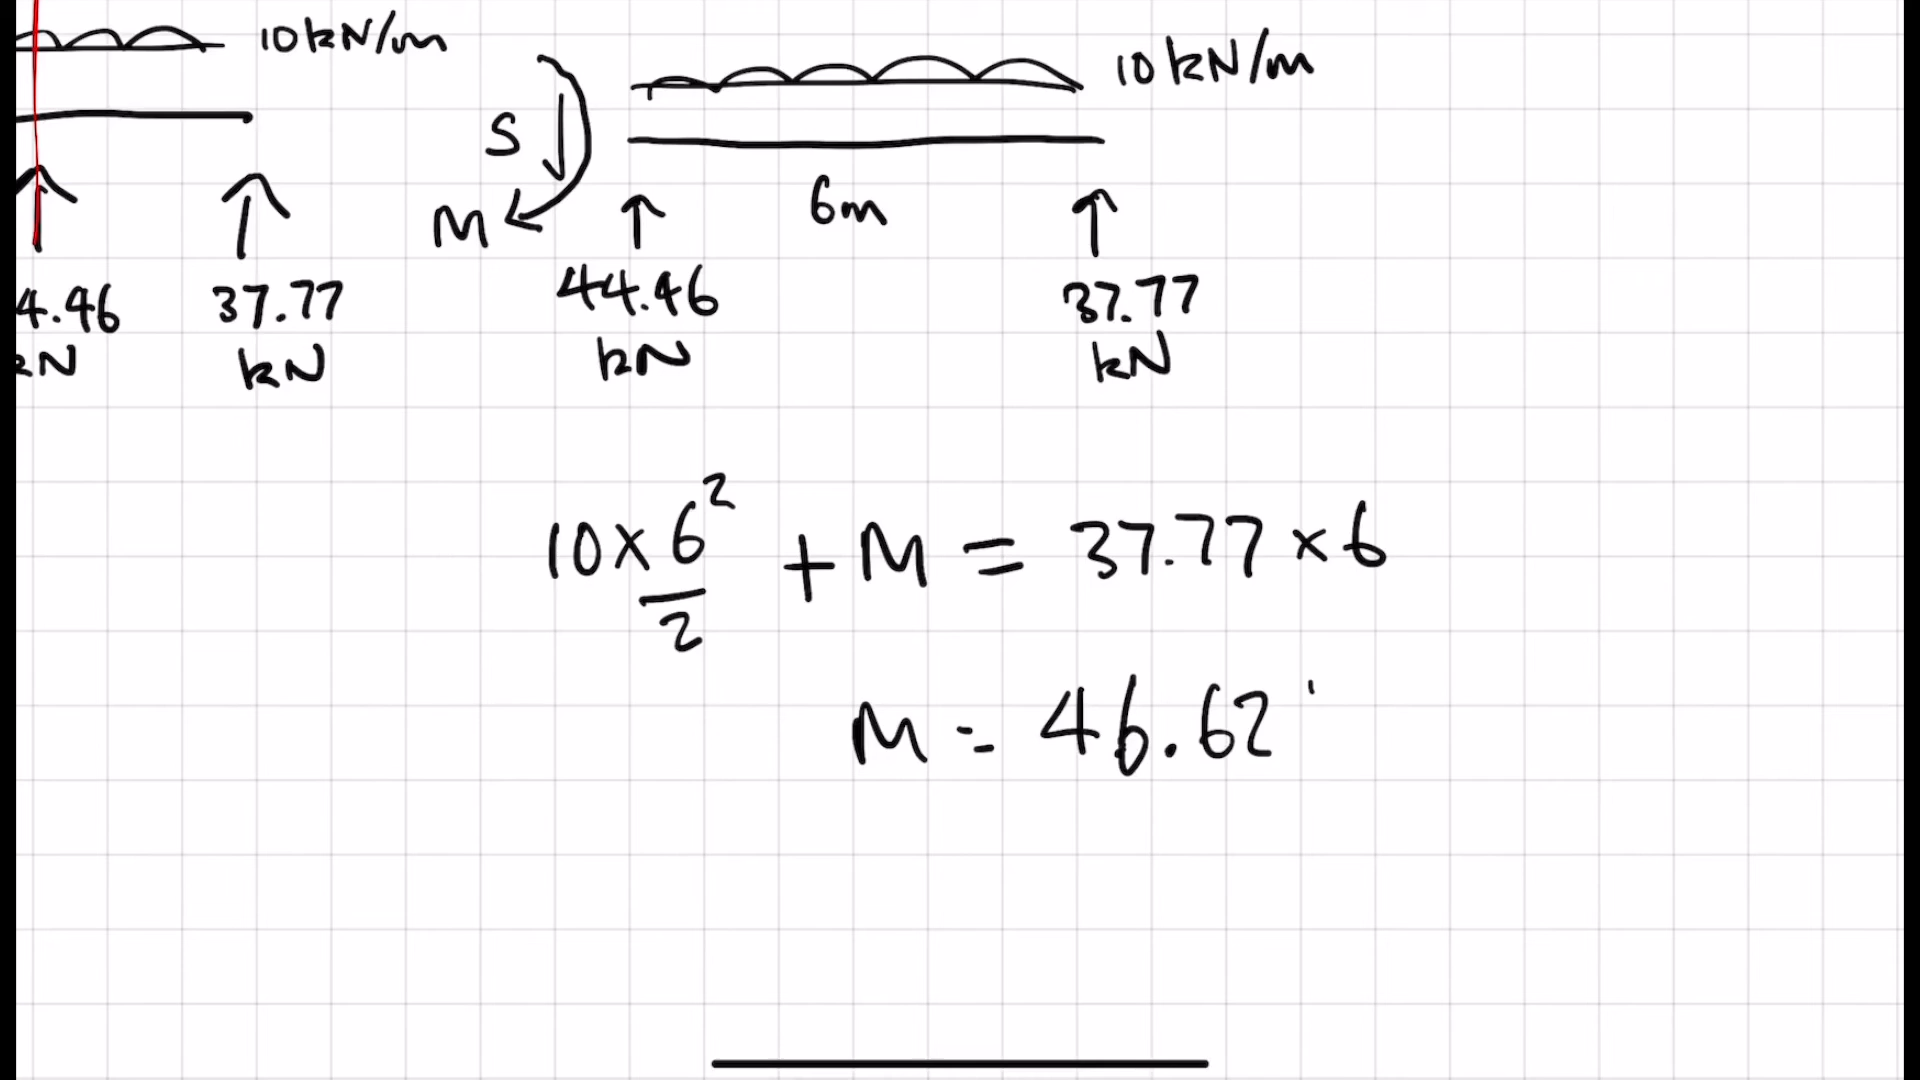 10kN/m
4.46
kN
37.77
kN
10kN/m
S
M
6m
44.46
kN
37.77
kN
10 × 6²/2 + M = 37.77 × 6
M = 46.62